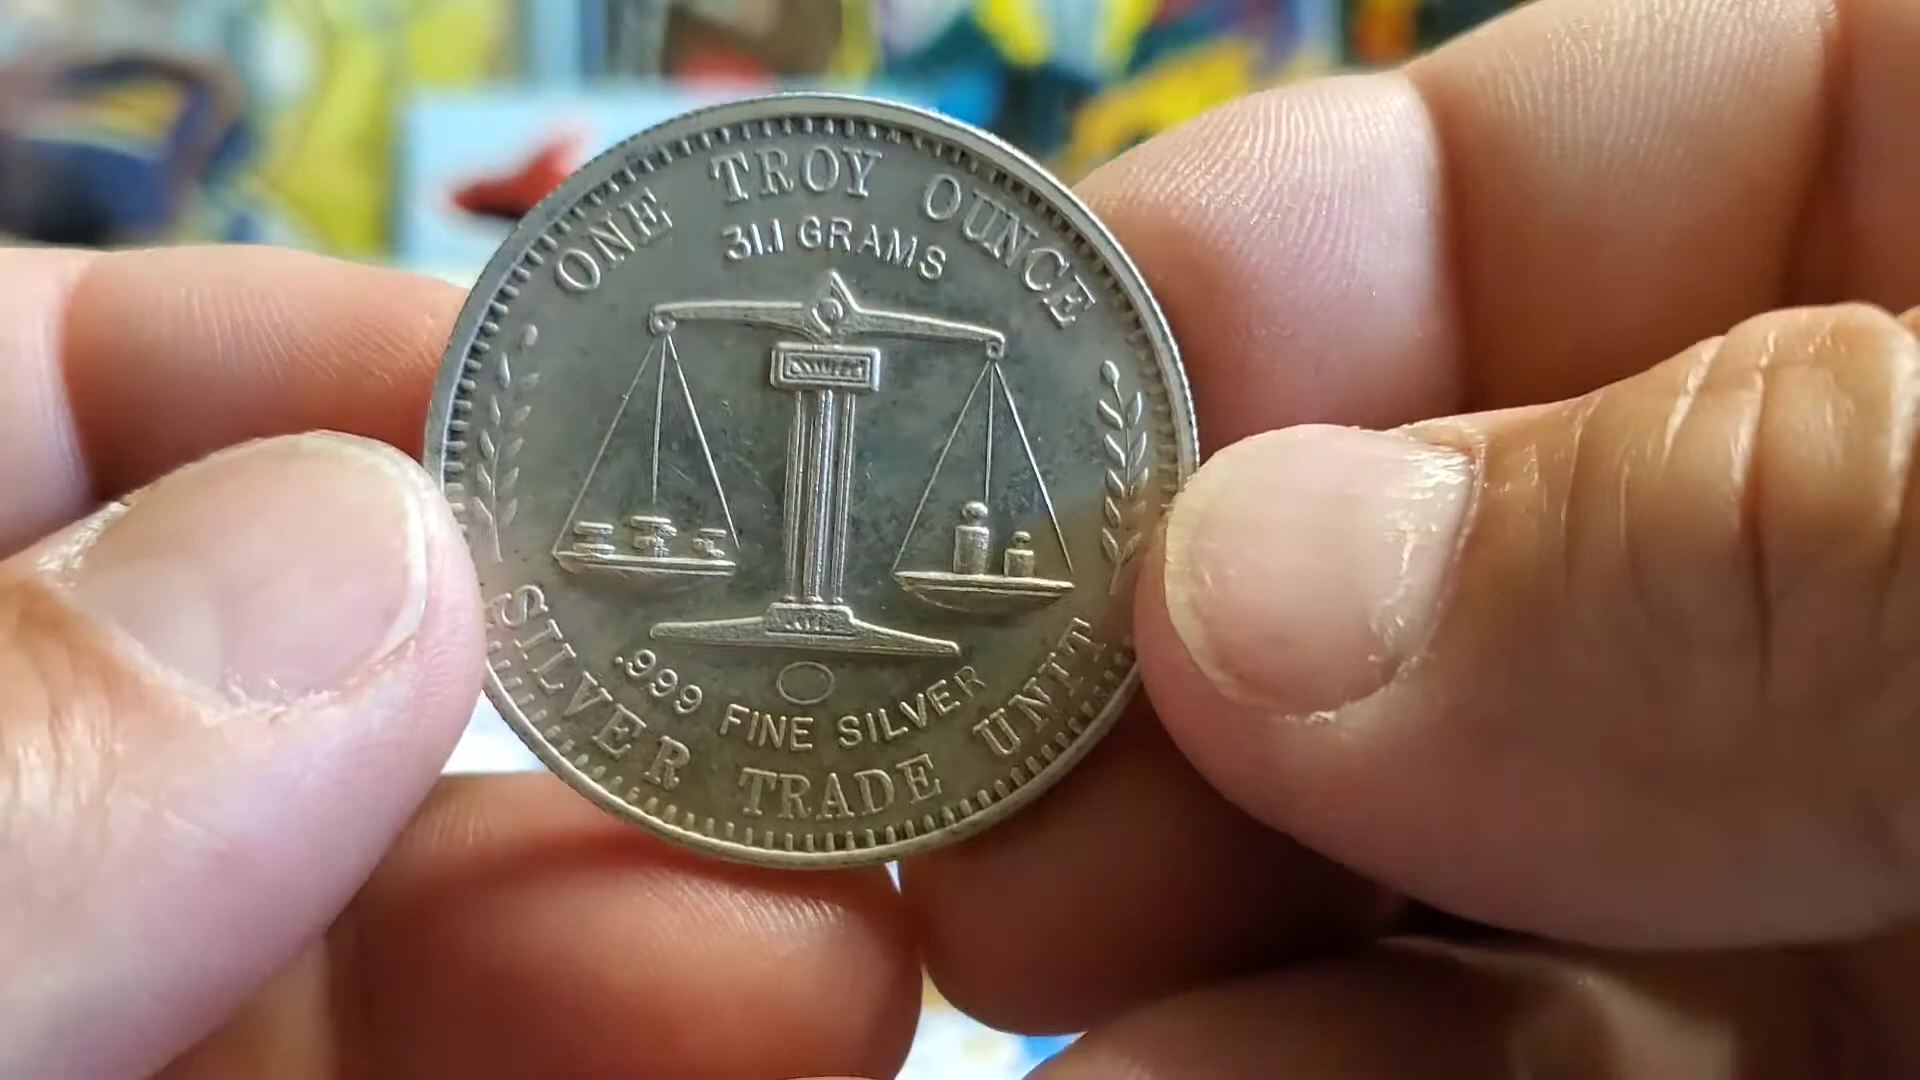 ONE TROY OUNCE
31.1 GRAMS
.999 FINE SILVER
SILVER TRADE UNIT